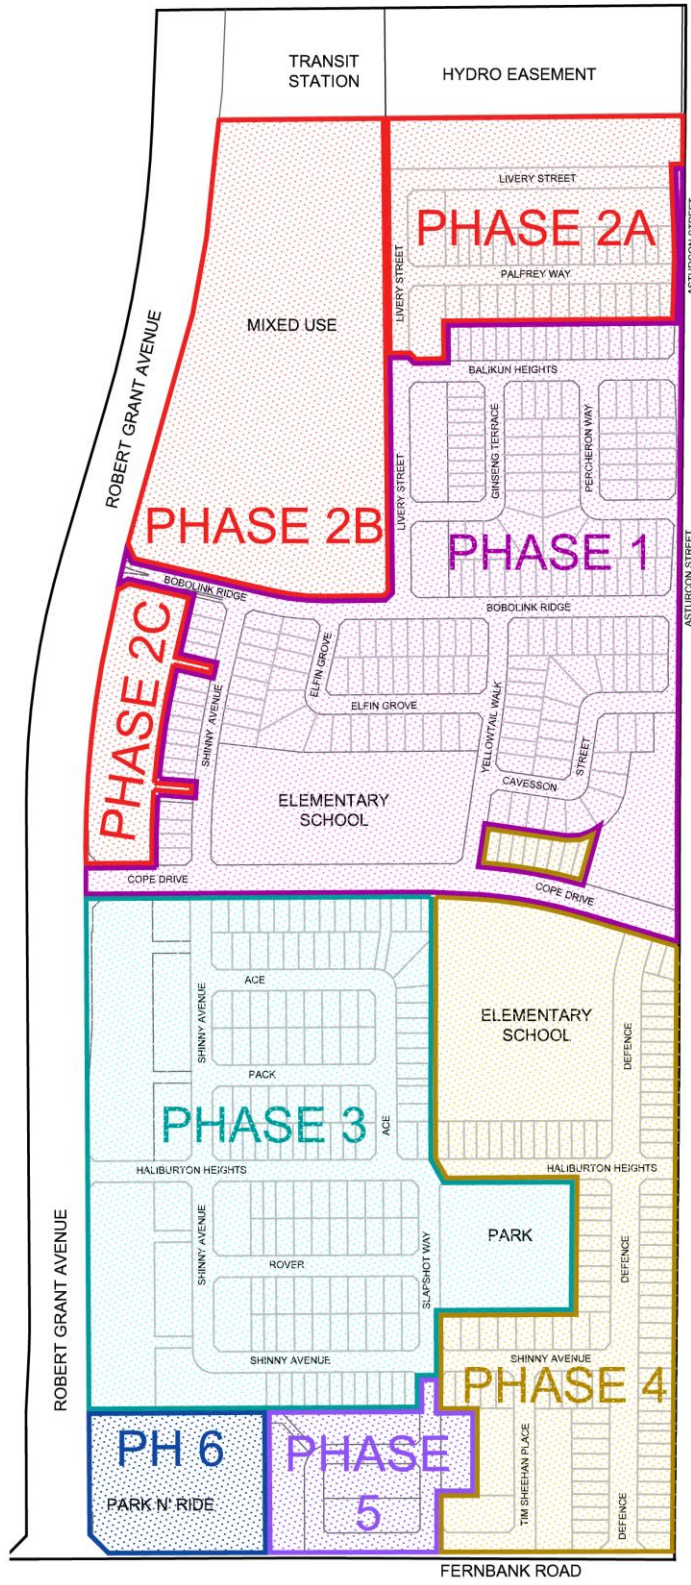 TRANSIT
STATION
HYDRO EASEMENT
LIVERY STREET
ASTURCON STREET
PHASE 2A
LIVERY STREET
PALFREY WAY
MIXED USE
ROBERT GRANT AVENUE
BALIKUN HEIGHTS
GINSENG TERRACE
PERCHERON WAY
LIVERY STREET
PHASE 2B
PHASE 1
ASTURCON STREET
BOBOLINK RIDGE
BOBOLINK RIDGE
PHASE 2C
ELFIN GROVE
SHINNY AVENUE
ELFIN GROVE
YELLOWTAIL WALK
STREET
CAVESSON
ELEMENTARY
SCHOOL
COPE DRIVE
COPE DRIVE
ACE
SHINNY AVENUE
ELEMENTARY
SCHOOL
DEFENCE
PACK
PHASE 3
ACE
HALIBURTON HEIGHTS
HALIBURTON HEIGHTS
ROBERT GRANT AVENUE
SHINNY AVENUE
SLAPSHOT WAY
PARK
DEFENCE
ROVER
SHINNY AVENUE
SHINNY AVENUE
PHASE 4
PH 6
PARK N' RIDE
PHASE
5
TIM SHEEHAN PLACE
DEFENCE
FERNBANK ROAD